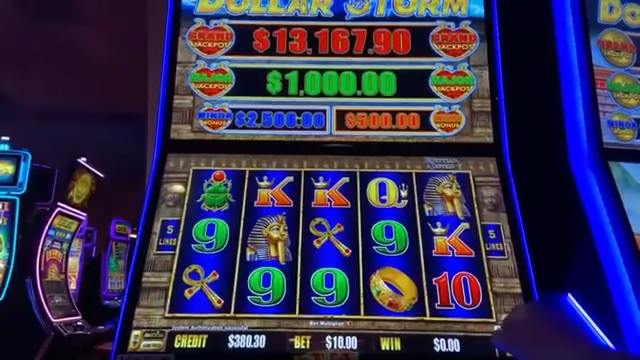 DOLLAR STORM
GRAND JACKPOT $13,167.90 GRAND JACKPOT
MAJOR JACKPOT $1,000.00 MAJOR JACKPOT
MINOR BONUS $2,500.00 $500.00 BONUS
K K Q
5 LINES 9 9 K 5 LINES
9 9 10
CREDIT $380.30 BET $10.00 WIN $0.00